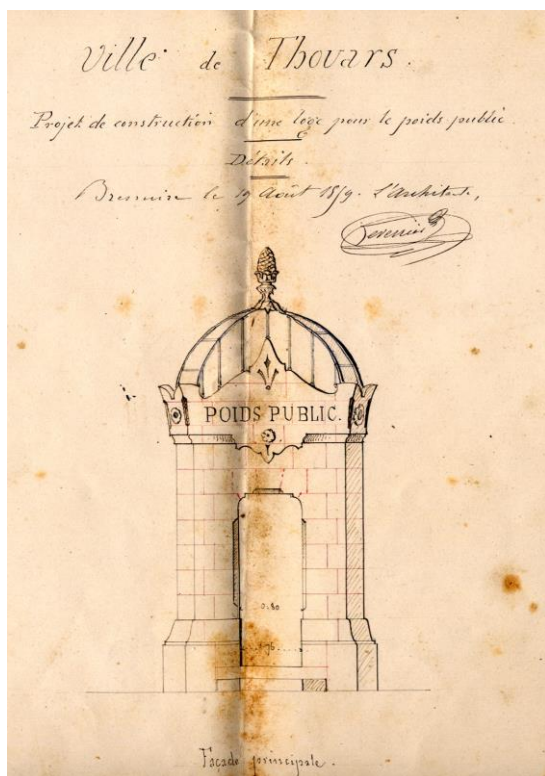 Ville de Thouars.
Projet de construction d'une loge pour le poids public.
Détails.
Bressuire le 19 Août 1859. L'Architecte,
POIDS PUBLIC.
0.80
Façade principale.